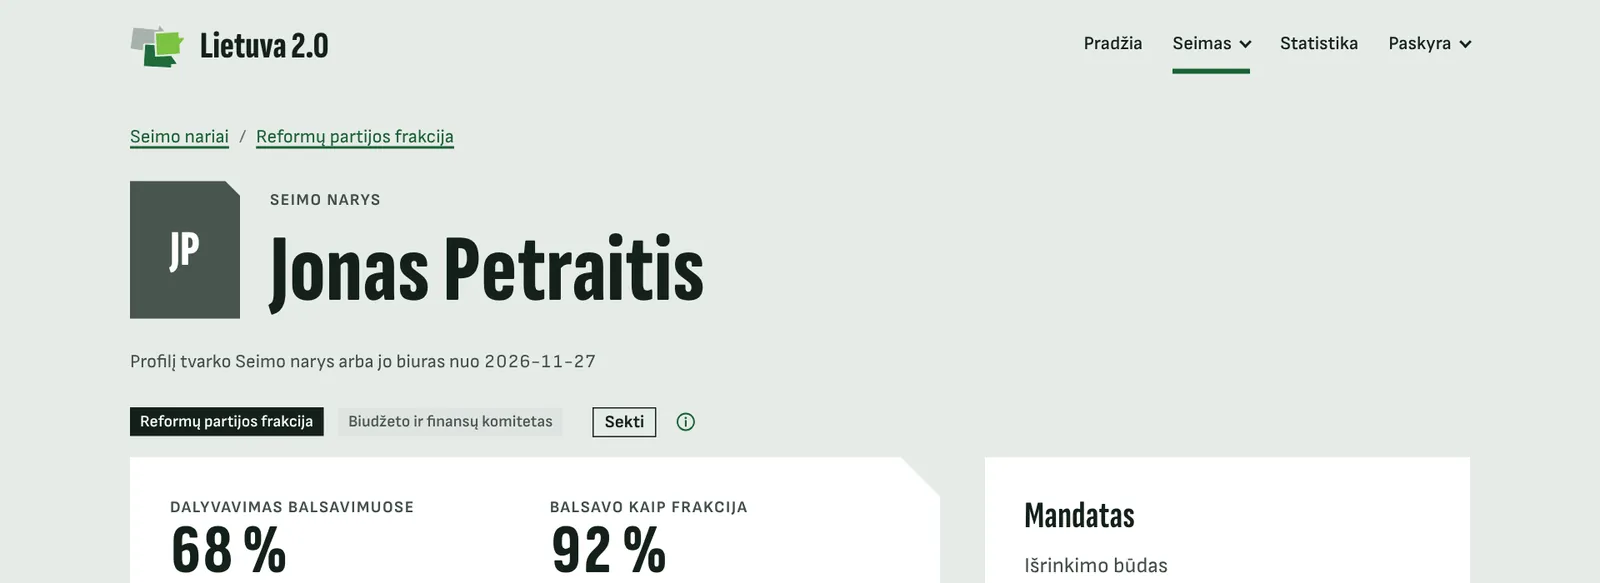 Lietuva 2.0
Pradžia Seimas Statistika Paskyra
Seimo nariai / Reformų partijos frakcija
JP
SEIMO NARYS
Jonas Petraitis
Profilį tvarko Seimo narys arba jo biuras nuo 2026-11-27
Reformų partijos frakcija Biudžeto ir finansų komitetas Sekti
DALYVAVIMAS BALSAVIMUOSE
68 %
BALSAVO KAIP FRAKCIJA
92 %
Mandatas
Išrinkimo būdas